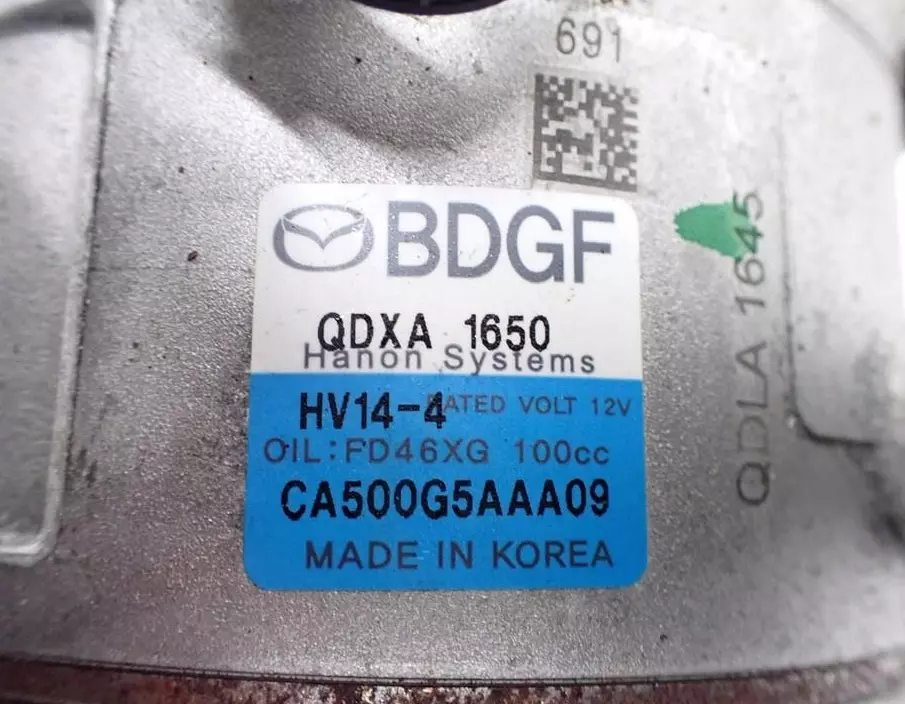 691
BDGF
QDXA 1650
Hanon Systems
HV14-4 RATED VOLT 12V
OIL:FD46XG 100cc
CA500G5AAA09
MADE IN KOREA
QDLA 1645